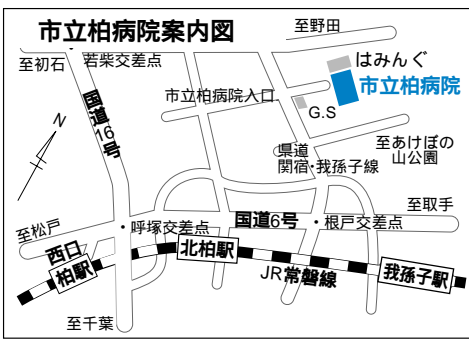 市立柏病院案内図
至野田
至初石
若柴交差点
はみんぐ
市立柏病院
市立柏病院入口
G.S
国道16号
N
至あけぼの
山公園
県道
関宿・我孫子線
至取手
国道6号
・根戸交差点
・呼塚交差点
至松戸
西口
柏駅
北柏駅
JR常磐線
我孫子駅
至千葉